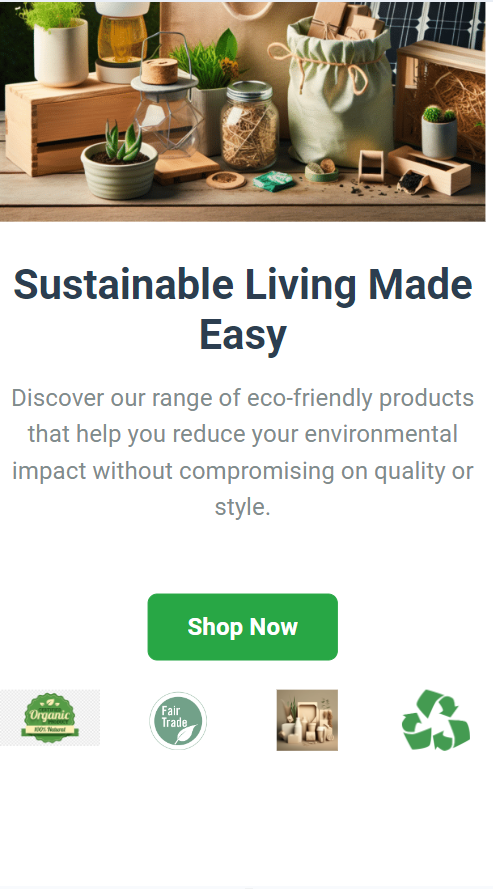 Sustainable Living Made
Easy
Discover our range of eco-friendly products
that help you reduce your environmental
impact without compromising on quality or
style.
Shop Now
Organic
100% Natural
Fair
Trade